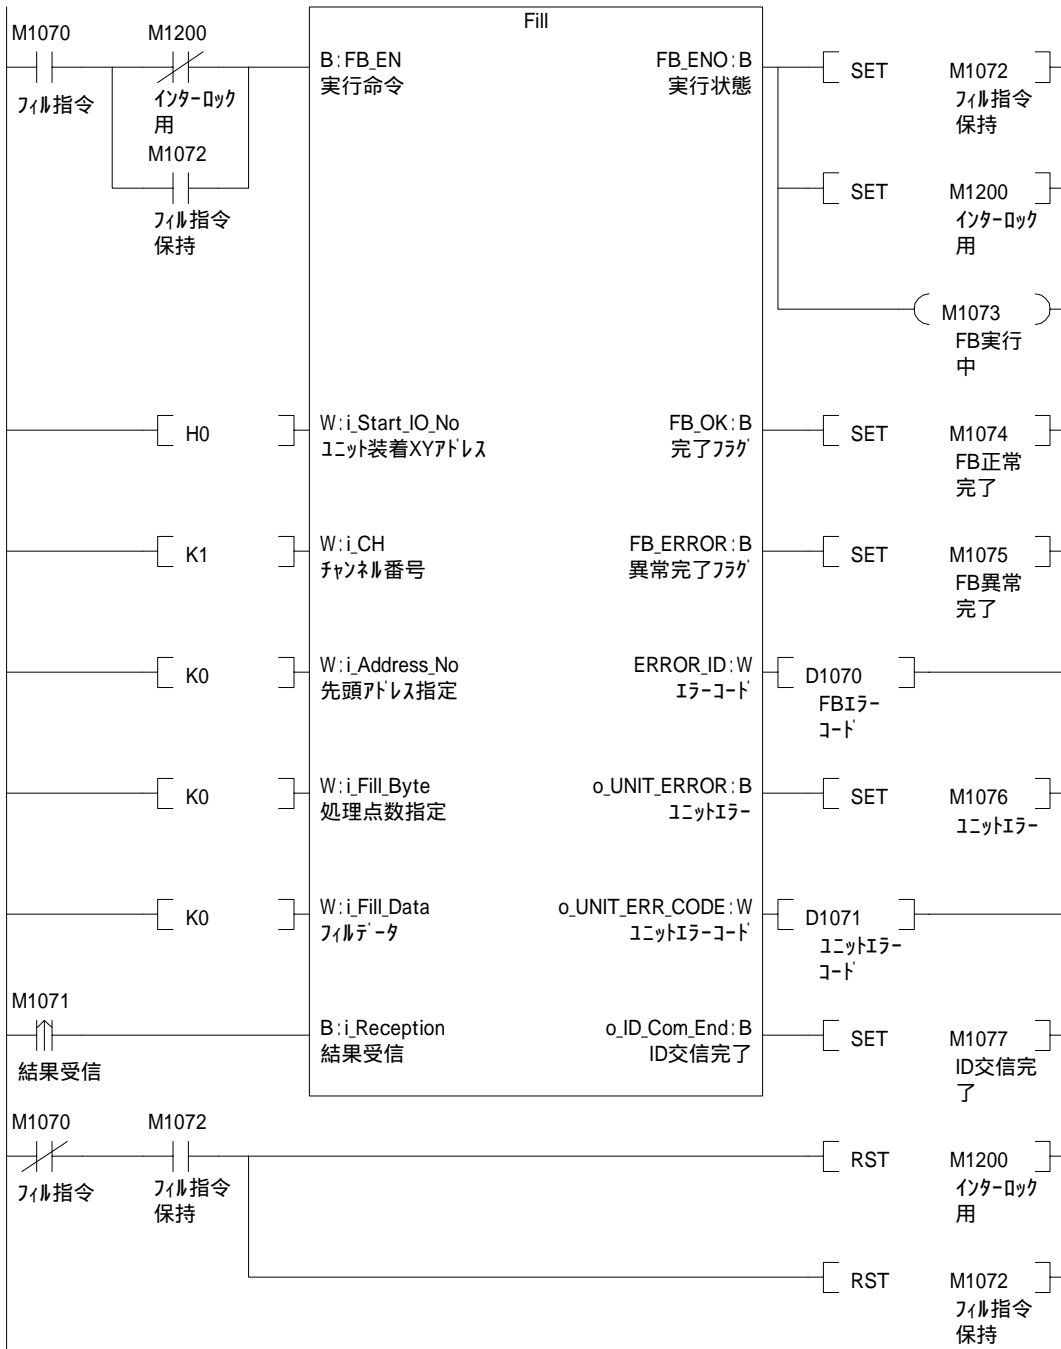 Fill
M1070
M1200
フィル指令
インターロック
用
M1072
フィル指令
保持
B:FB_EN
実行命令
FB_ENO:B
実行状態
SET M1072
フィル指令
保持
SET M1200
インターロック
用
M1073
FB実行
中
H0
W:i_Start_IO_No
ユニット装着XYアドレス
FB_OK:B
完了フラグ
SET M1074
FB正常
完了
K1
W:i_CH
チャンネル番号
FB_ERROR:B
異常完了フラグ
SET M1075
FB異常
完了
K0
W:i_Address_No
先頭アドレス指定
ERROR_ID:W
エラーコード
D1070
FBエラー
コード
K0
W:i_Fill_Byte
処理点数指定
o_UNIT_ERROR:B
ユニットエラー
SET M1076
ユニットエラー
K0
W:i_Fill_Data
フィルデータ
o_UNIT_ERR_CODE:W
ユニットエラーコード
D1071
ユニットエラー
コード
M1071
結果受信
B:i_Reception
結果受信
o_ID_Com_End:B
ID交信完了
SET M1077
ID交信完
了
M1070
M1072
フィル指令
フィル指令
保持
RST M1200
インターロック
用
RST M1072
フィル指令
保持